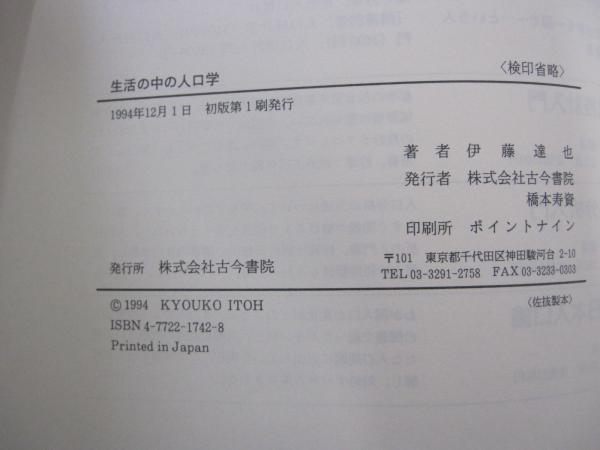 生活の中の人口学
〈検印省略〉
1994年12月1日 初版第1刷発行
著者 伊藤達也
発行者 株式会社古今書院
橋本寿資
印刷所 ポイントナイン
発行所 株式会社古今書院
〒101 東京都千代田区神田駿河台 2-10
TEL 03-3291-2758 FAX 03-3233-0303
©1994 KYOUKO ITOH
〈佐抜製本〉
ISBN 4-7722-1742-8
Printed in Japan